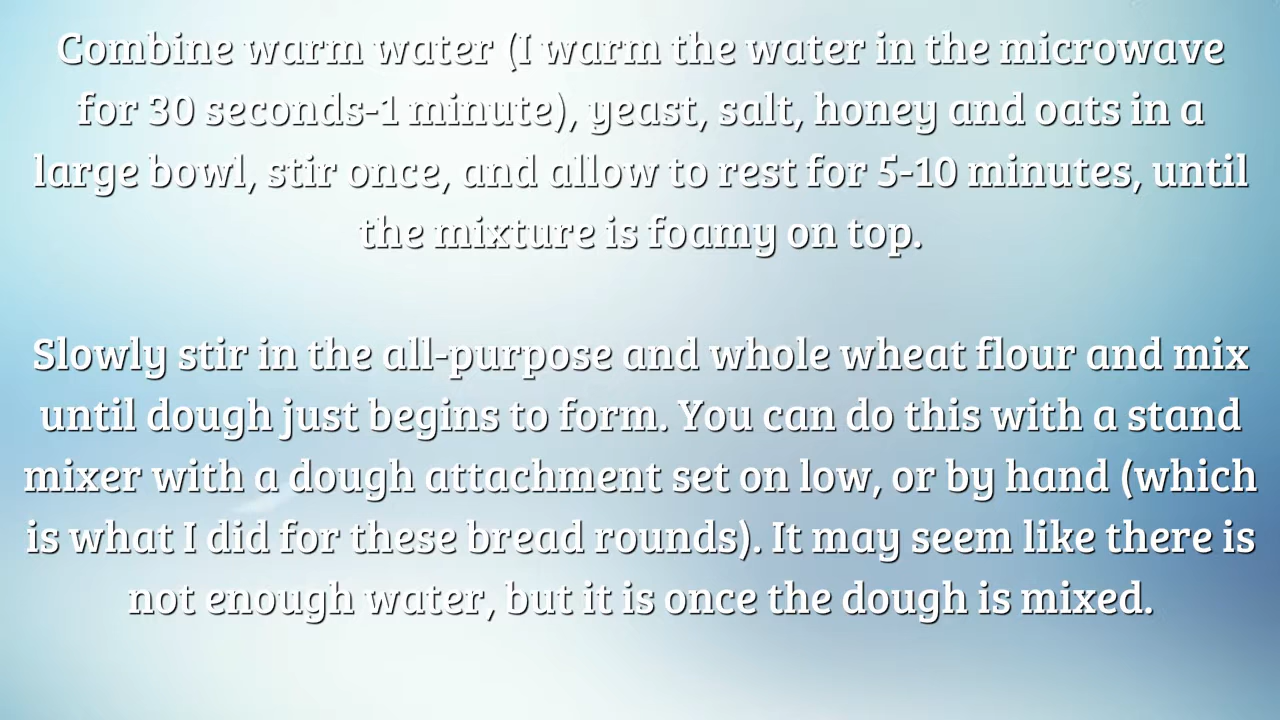 Combine warm water (I warm the water in the microwave
for 30 seconds-1 minute), yeast, salt, honey and oats in a
large bowl, stir once, and allow to rest for 5-10 minutes, until
the mixture is foamy on top.
Slowly stir in the all-purpose and whole wheat flour and mix
until dough just begins to form. You can do this with a stand
mixer with a dough attachment set on low, or by hand (which
is what I did for these bread rounds). It may seem like there is
not enough water, but it is once the dough is mixed.